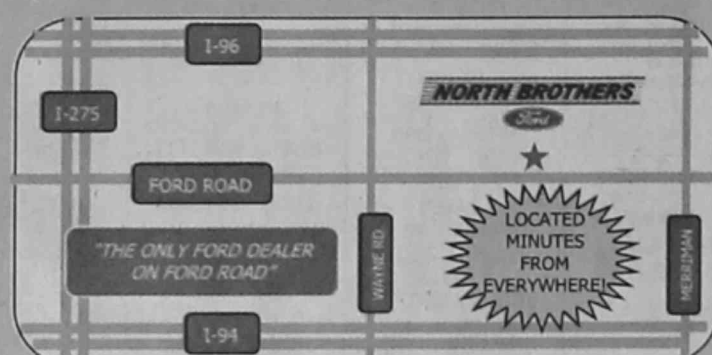 I-96
NORTH BROTHERS
Ford
I-275
FORD ROAD
"THE ONLY FORD DEALER
ON FORD ROAD"
WAYNE RD
LOCATED
MINUTES
FROM
EVERYWHERE!
MERRIMAN
I-94